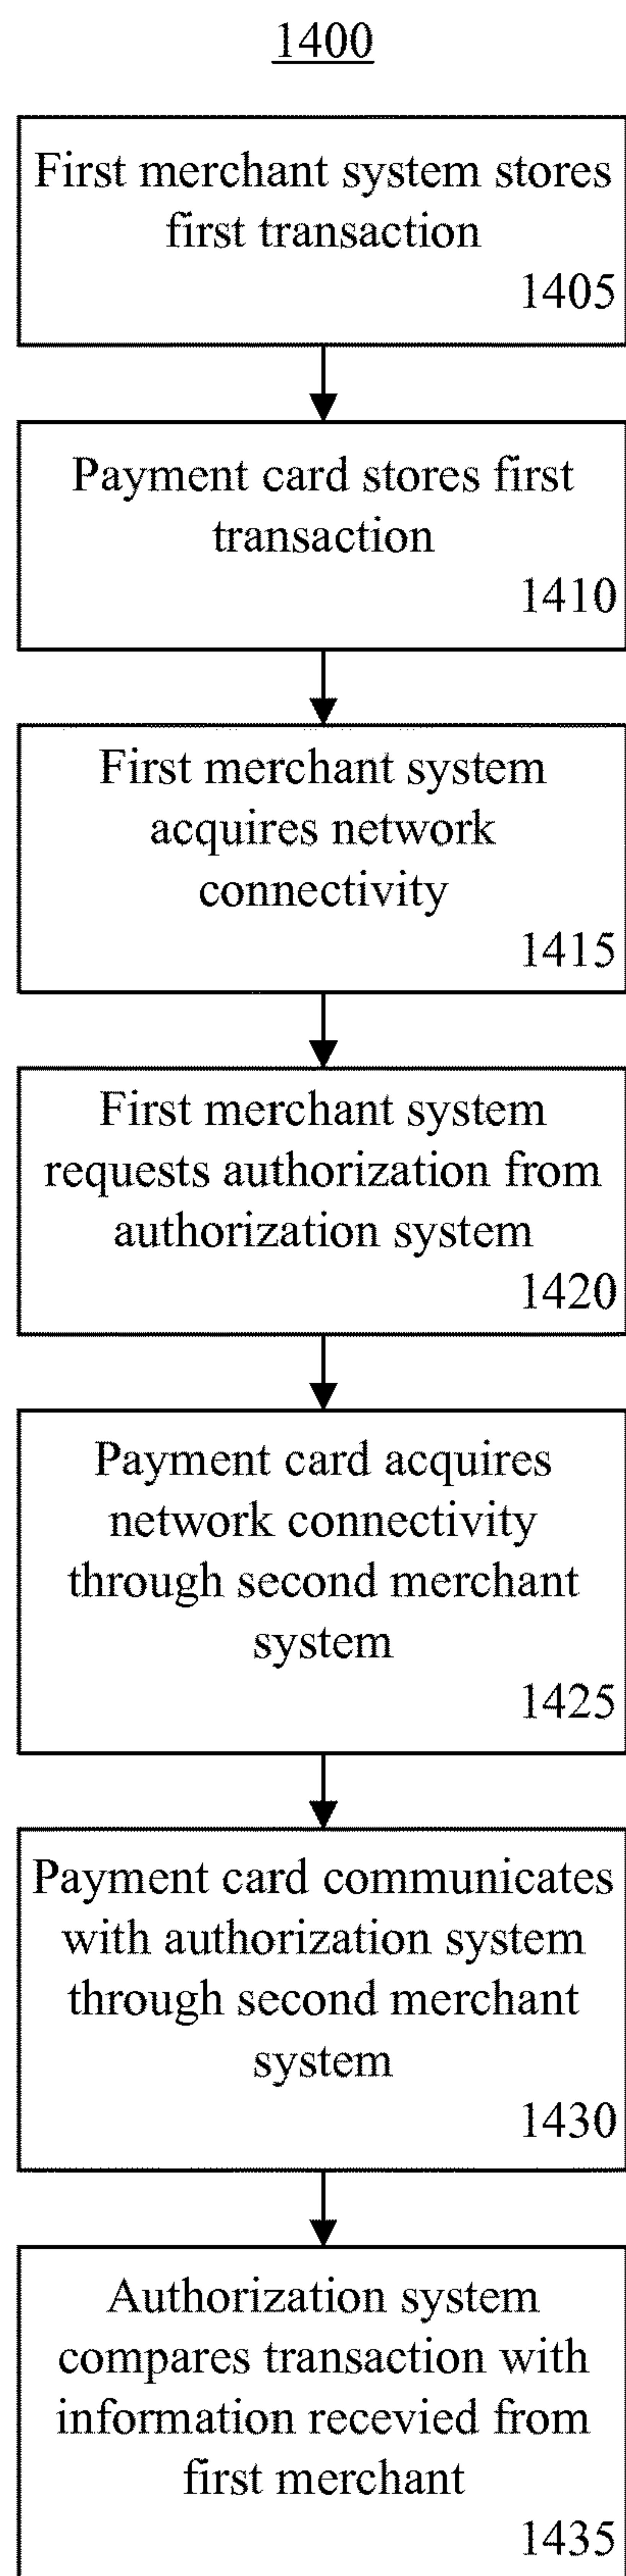 1400
First merchant system stores
first transaction
1405
Payment card stores first
transaction
1410
First merchant system
acquires network
connectivity
1415
First merchant system
requests authorization from
authorization system
1420
Payment card acquires
network connectivity
through second merchant
system
1425
Payment card communicates
with authorization system
through second merchant
system
1430
Authorization system
compares transaction with
information recevied from
first merchant
1435